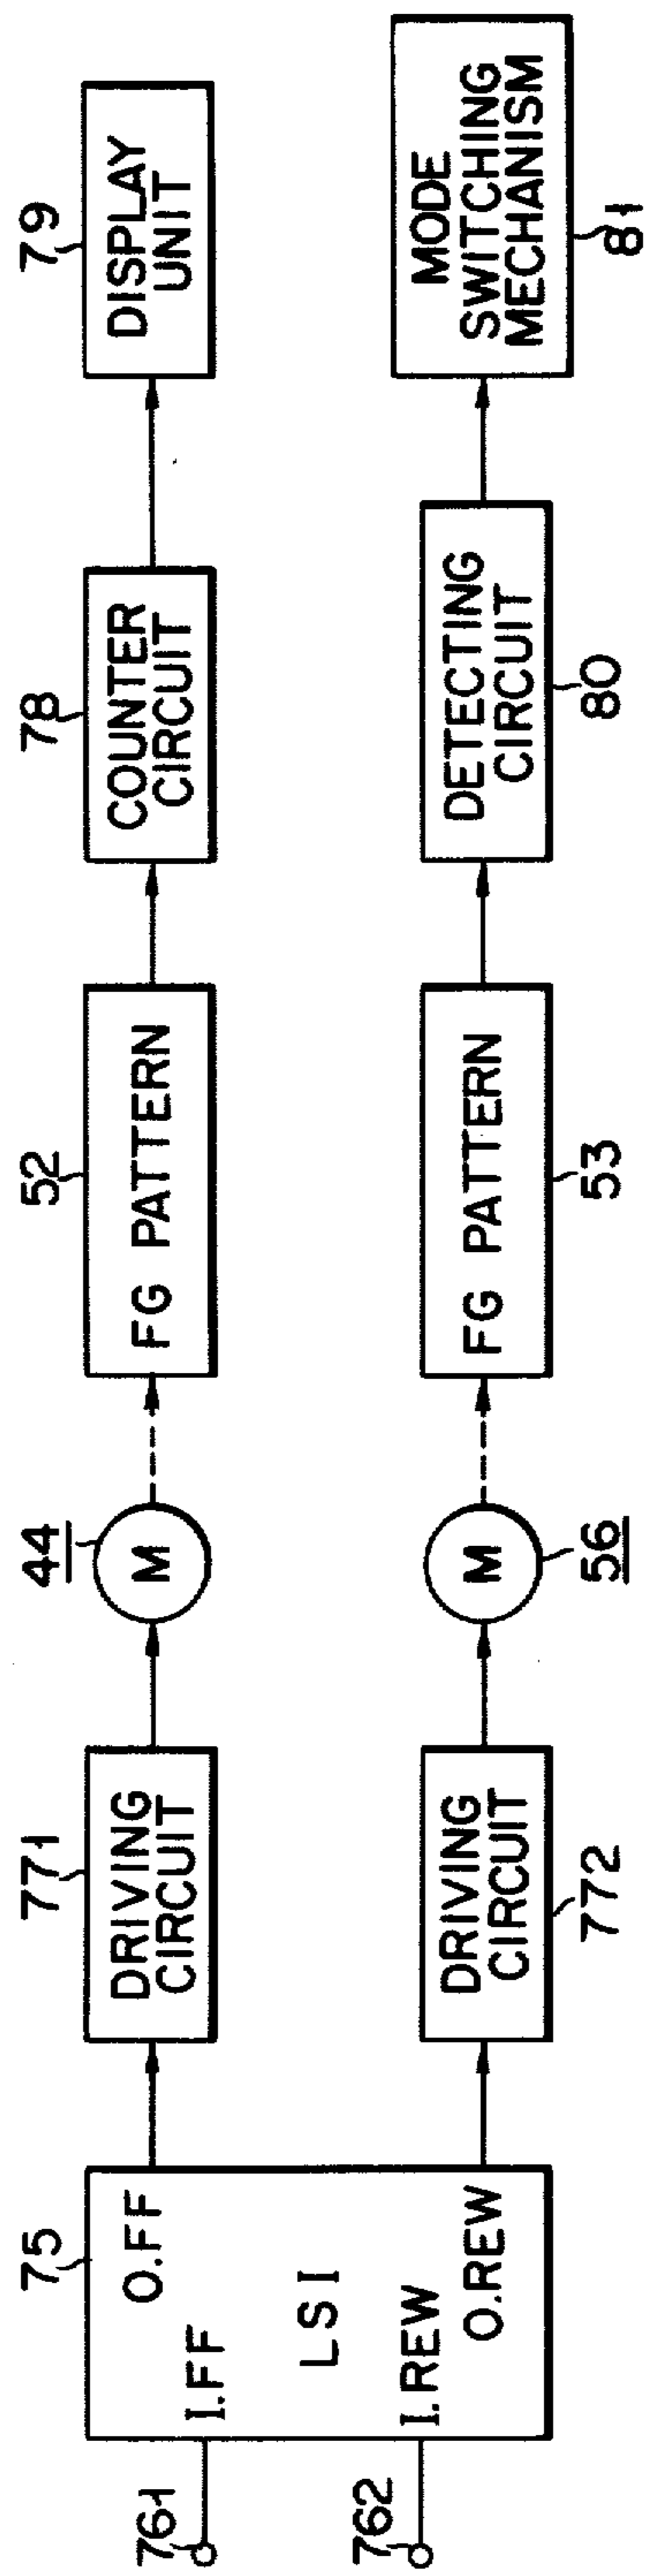 761
762
75
I.FF
O.FF
LSI
I.REW
O.REW
771
DRIVING
CIRCUIT
44
M
52
FG PATTERN
78
COUNTER
CIRCUIT
79
DISPLAY
UNIT
DRIVING
CIRCUIT
772
M
56
FG PATTERN
53
DETECTING
CIRCUIT
80
MODE
SWITCHING
MECHANISM
81